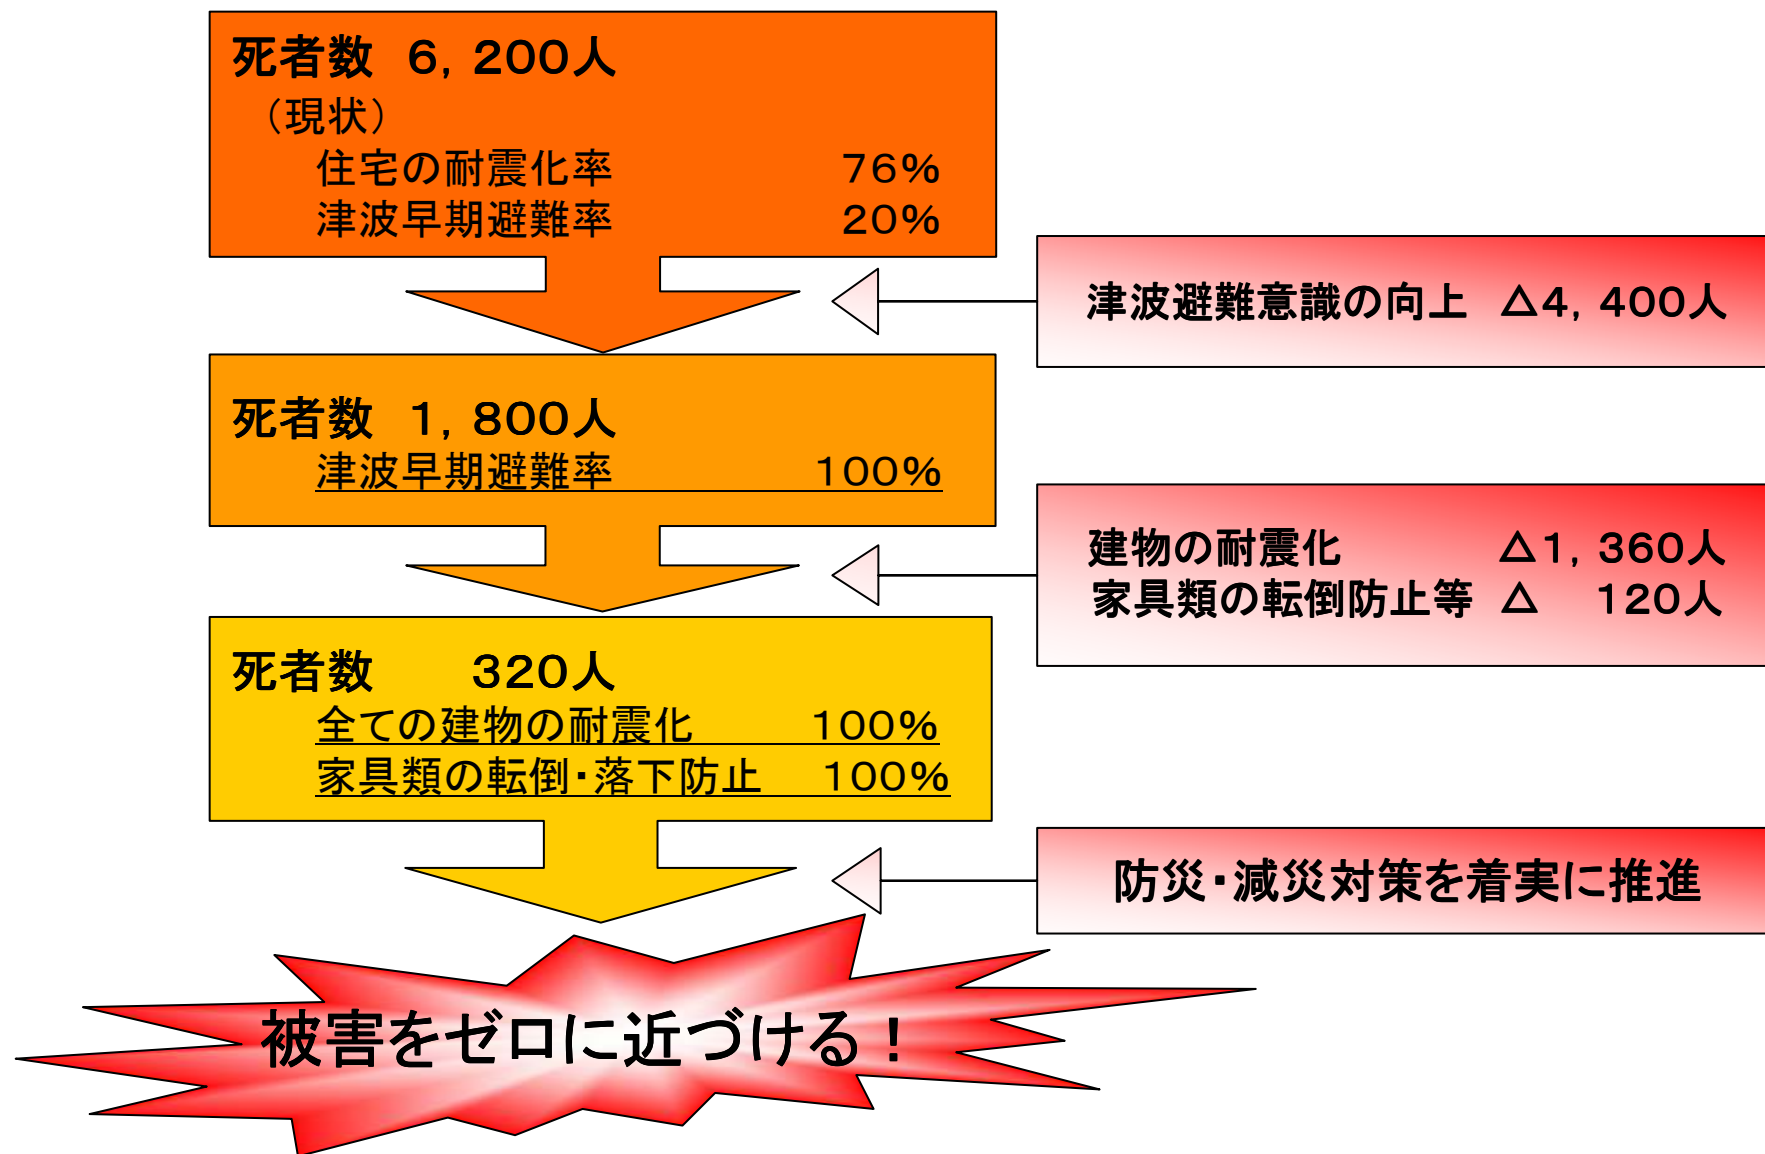 死者数 6,200人
（現状）
住宅の耐震化率 76%
津波早期避難率 20%
津波避難意識の向上 △4,400人
死者数 1,800人
津波早期避難率 100%
建物の耐震化 △1,360人
家具類の転倒防止等 △ 120人
死者数 320人
全ての建物の耐震化 100%
家具類の転倒・落下防止 100%
防災・減災対策を着実に推進
被害をゼロに近づける！